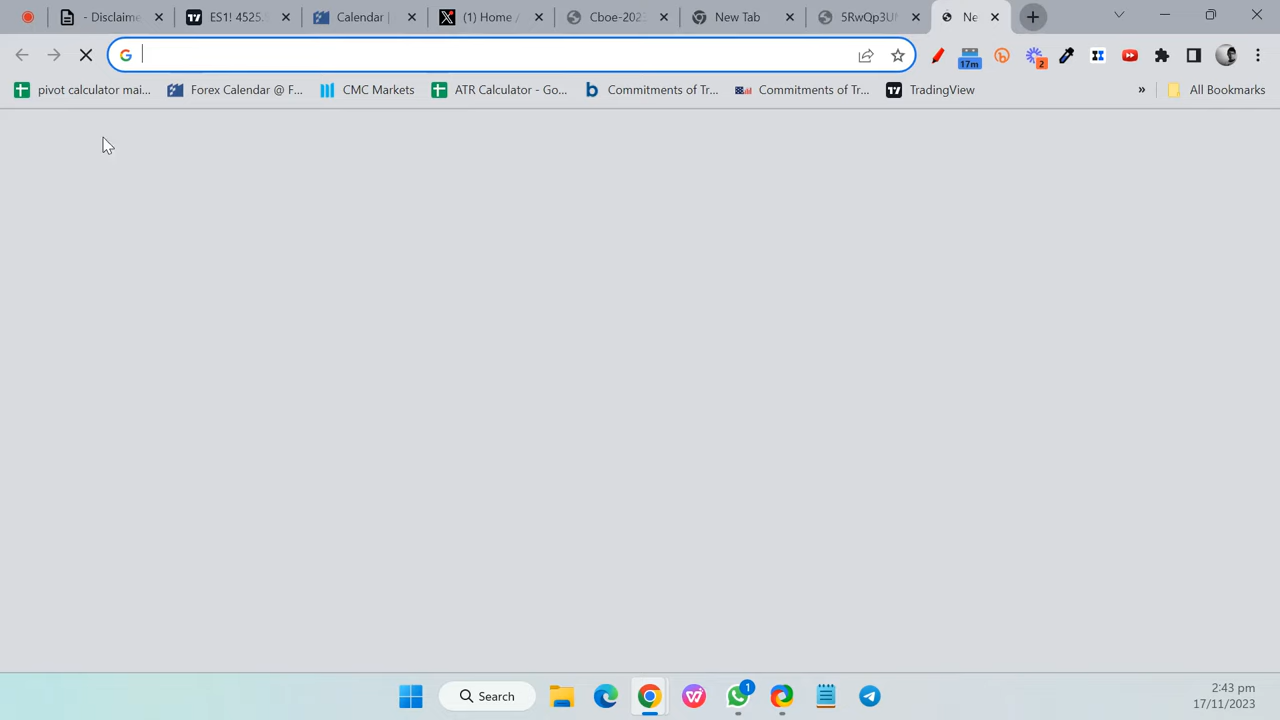 - Disclaime
ES1! 4525.
Calendar |
(1) Home /
Cboe-202
New Tab
5RwQp3U
Ne
17m
2
pivot calculator mai...
Forex Calendar @ F...
CMC Markets
ATR Calculator - Go...
Commitments of Tr...
Commitments of Tr...
TradingView
»
All Bookmarks
Search
1
2:43 pm
17/11/2023